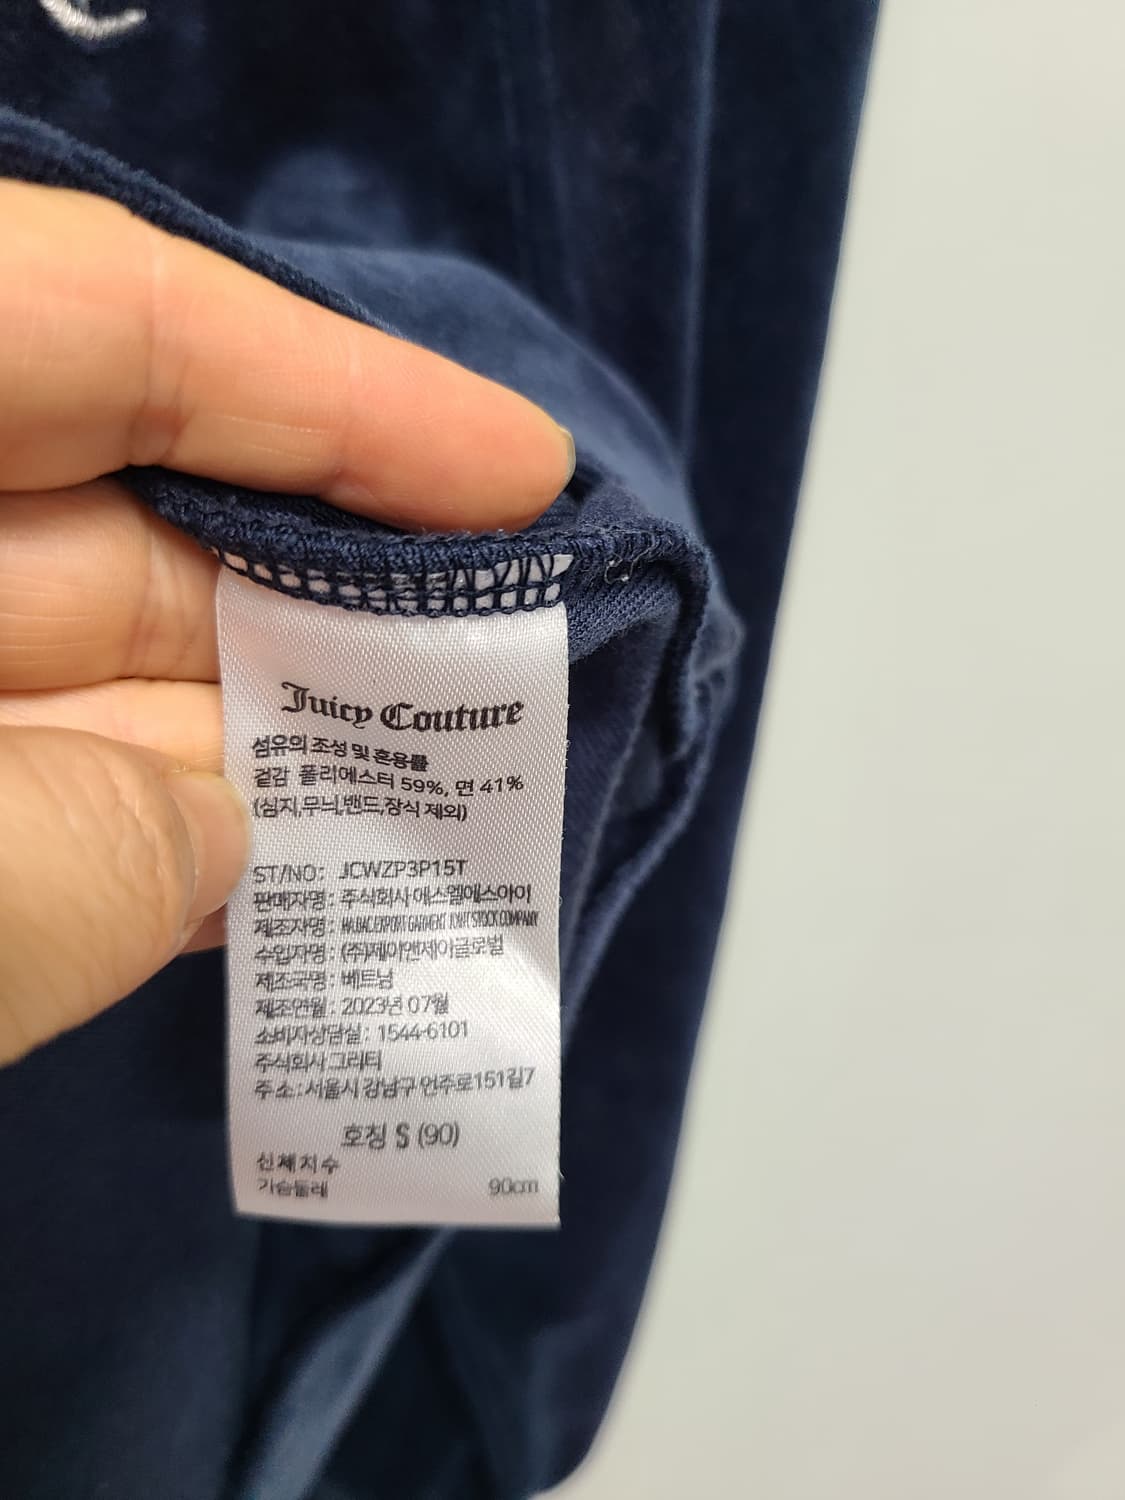 Juicy Couture
섬유의 조성 및 혼용률
겉감 폴리에스터 59%, 면 41%
(심지,무늬,밴드,장식 제외)
ST/NO: JCWZP3P15T
판매자명: 주식회사 에스엘에스아이
제조자명: EXPORT GARMENT JOINT STOCK COMPANY
수입자명: (주)제이앤제이글로벌
제조국명: 베트남
제조연월: 2023년 07월
소비자상담실: 1544-6101
주식회사 그리티
주소:서울시 강남구 언주로151길7
호칭 S (90)
신체치수
가슴둘레 90cm